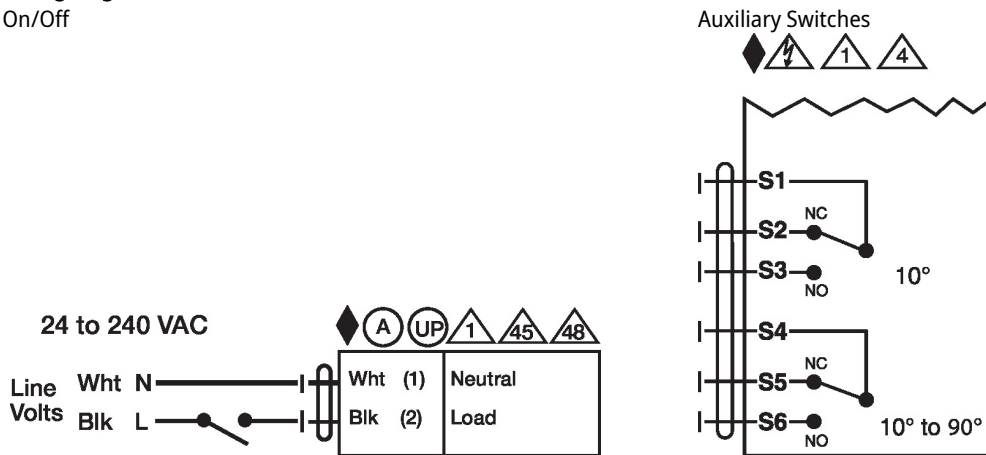 On/Off
24 to 240 VAC
A UP 1 45 48
Line Volts
Wht N
Blk L
Wht (1) Neutral
Blk (2) Load
Auxiliary Switches
1 4
S1
S2 NC
S3 NO
10°
S4
S5 NC
S6 NO
10° to 90°